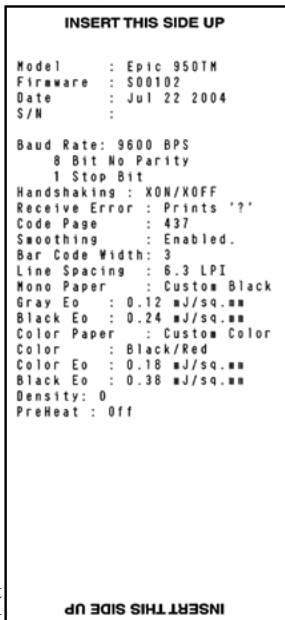 INSERT THIS SIDE UP
Model : Epic 950TM
Firmware : S00102
Date : Jul 22 2004
S/N :
Baud Rate: 9600 BPS
8 Bit No Parity
1 Stop Bit
Handshaking : XON/XOFF
Receive Error : Prints '?'
Code Page : 437
Smoothing : Enabled.
Bar Code Width: 3
Line Spacing : 6.3 LPI
Mono Paper : Custom Black
Gray Eo : 0.12 mJ/sq.mm
Black Eo : 0.24 mJ/sq.mm
Color Paper : Custom Color
Color : Black/Red
Color Eo : 0.18 mJ/sq.mm
Black Eo : 0.38 mJ/sq.mm
Density: 0
PreHeat : Off
INSERT THIS SIDE UP